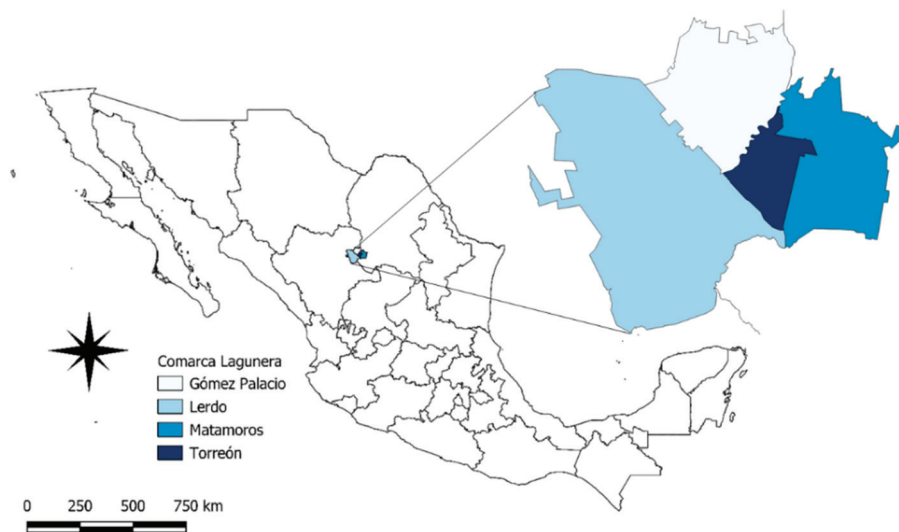 Comarca Lagunera
Gómez Palacio
Lerdo
Matamoros
Torreón
0 250 500 750 km